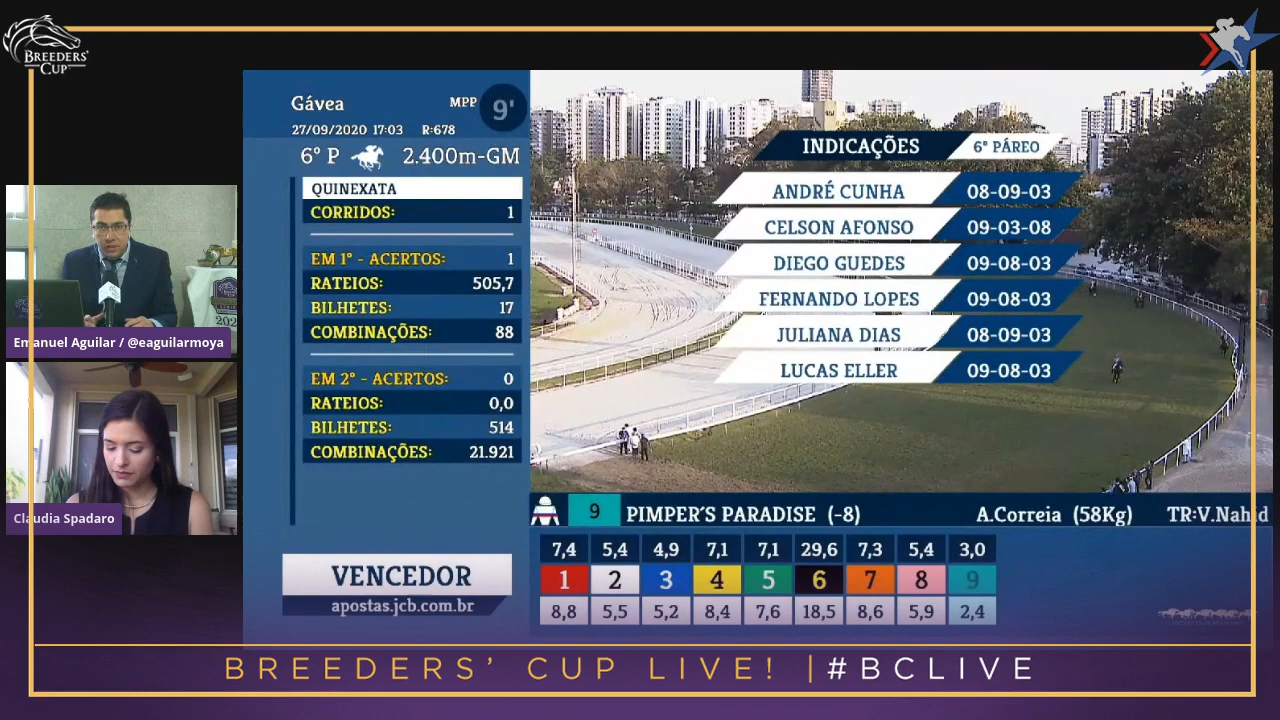 BREEDERS'
CUP
Gávea
MPP
9'
27/09/2020 17:03 R:678
6° P 2.400m-GM
QUINEXATA
CORRIDOS: 1
EM 1° - ACERTOS: 1
RATEIOS: 505,7
BILHETES: 17
COMBINAÇÕES: 88
EM 2° - ACERTOS: 0
RATEIOS: 0,0
BILHETES: 514
COMBINAÇÕES: 21.921
VENCEDOR
apostas.jcb.com.br
INDICAÇÕES 6° PÁREO
ANDRÉ CUNHA 08-09-03
CELSON AFONSO 09-03-08
DIEGO GUEDES 09-08-03
FERNANDO LOPES 09-08-03
JULIANA DIAS 08-09-03
LUCAS ELLER 09-08-03
Emanuel Aguilar / @eaguilarmoya
Claudia Spadaro
9 PIMPER'S PARADISE (-8) A.Correia (58Kg) TR:V.Nahid
7,4 5,4 4,9 7,1 7,1 29,6 7,3 5,4 3,0
1 2 3 4 5 6 7 8 9
8,8 5,5 5,2 8,4 7,6 18,5 8,6 5,9 2,4
BREEDERS' CUP LIVE! |#BCLIVE